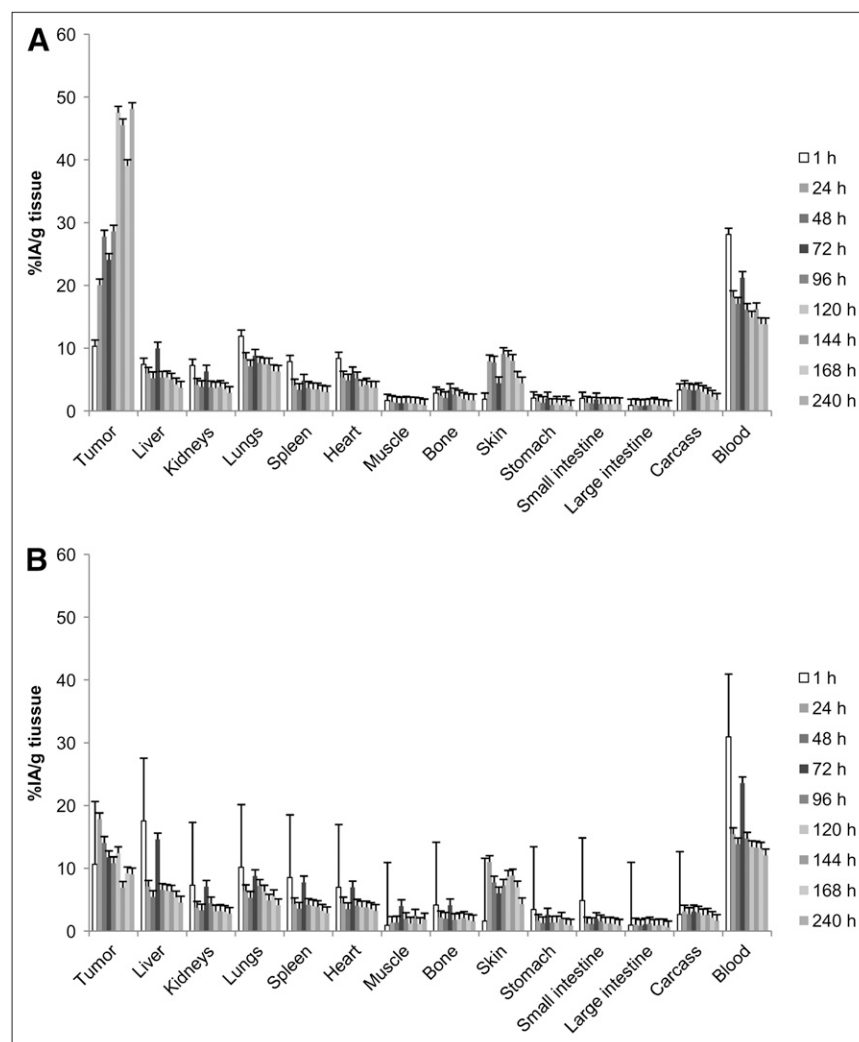 A
60
50
40
30
20
10
0
%IA/g tissue
Tumor
Liver
Kidneys
Lungs
Spleen
Heart
Muscle
Bone
Skin
Stomach
Small intestine
Large intestine
Carcass
Blood
1 h
24 h
48 h
72 h
96 h
120 h
144 h
168 h
240 h
B
60
50
40
30
20
10
0
%IA/g tiussue
Tumor
Liver
Kidneys
Lungs
Spleen
Heart
Muscle
Bone
Skin
Stomach
Small intestine
Large intestine
Carcass
Blood
1 h
24 h
48 h
72 h
96 h
120 h
144 h
168 h
240 h